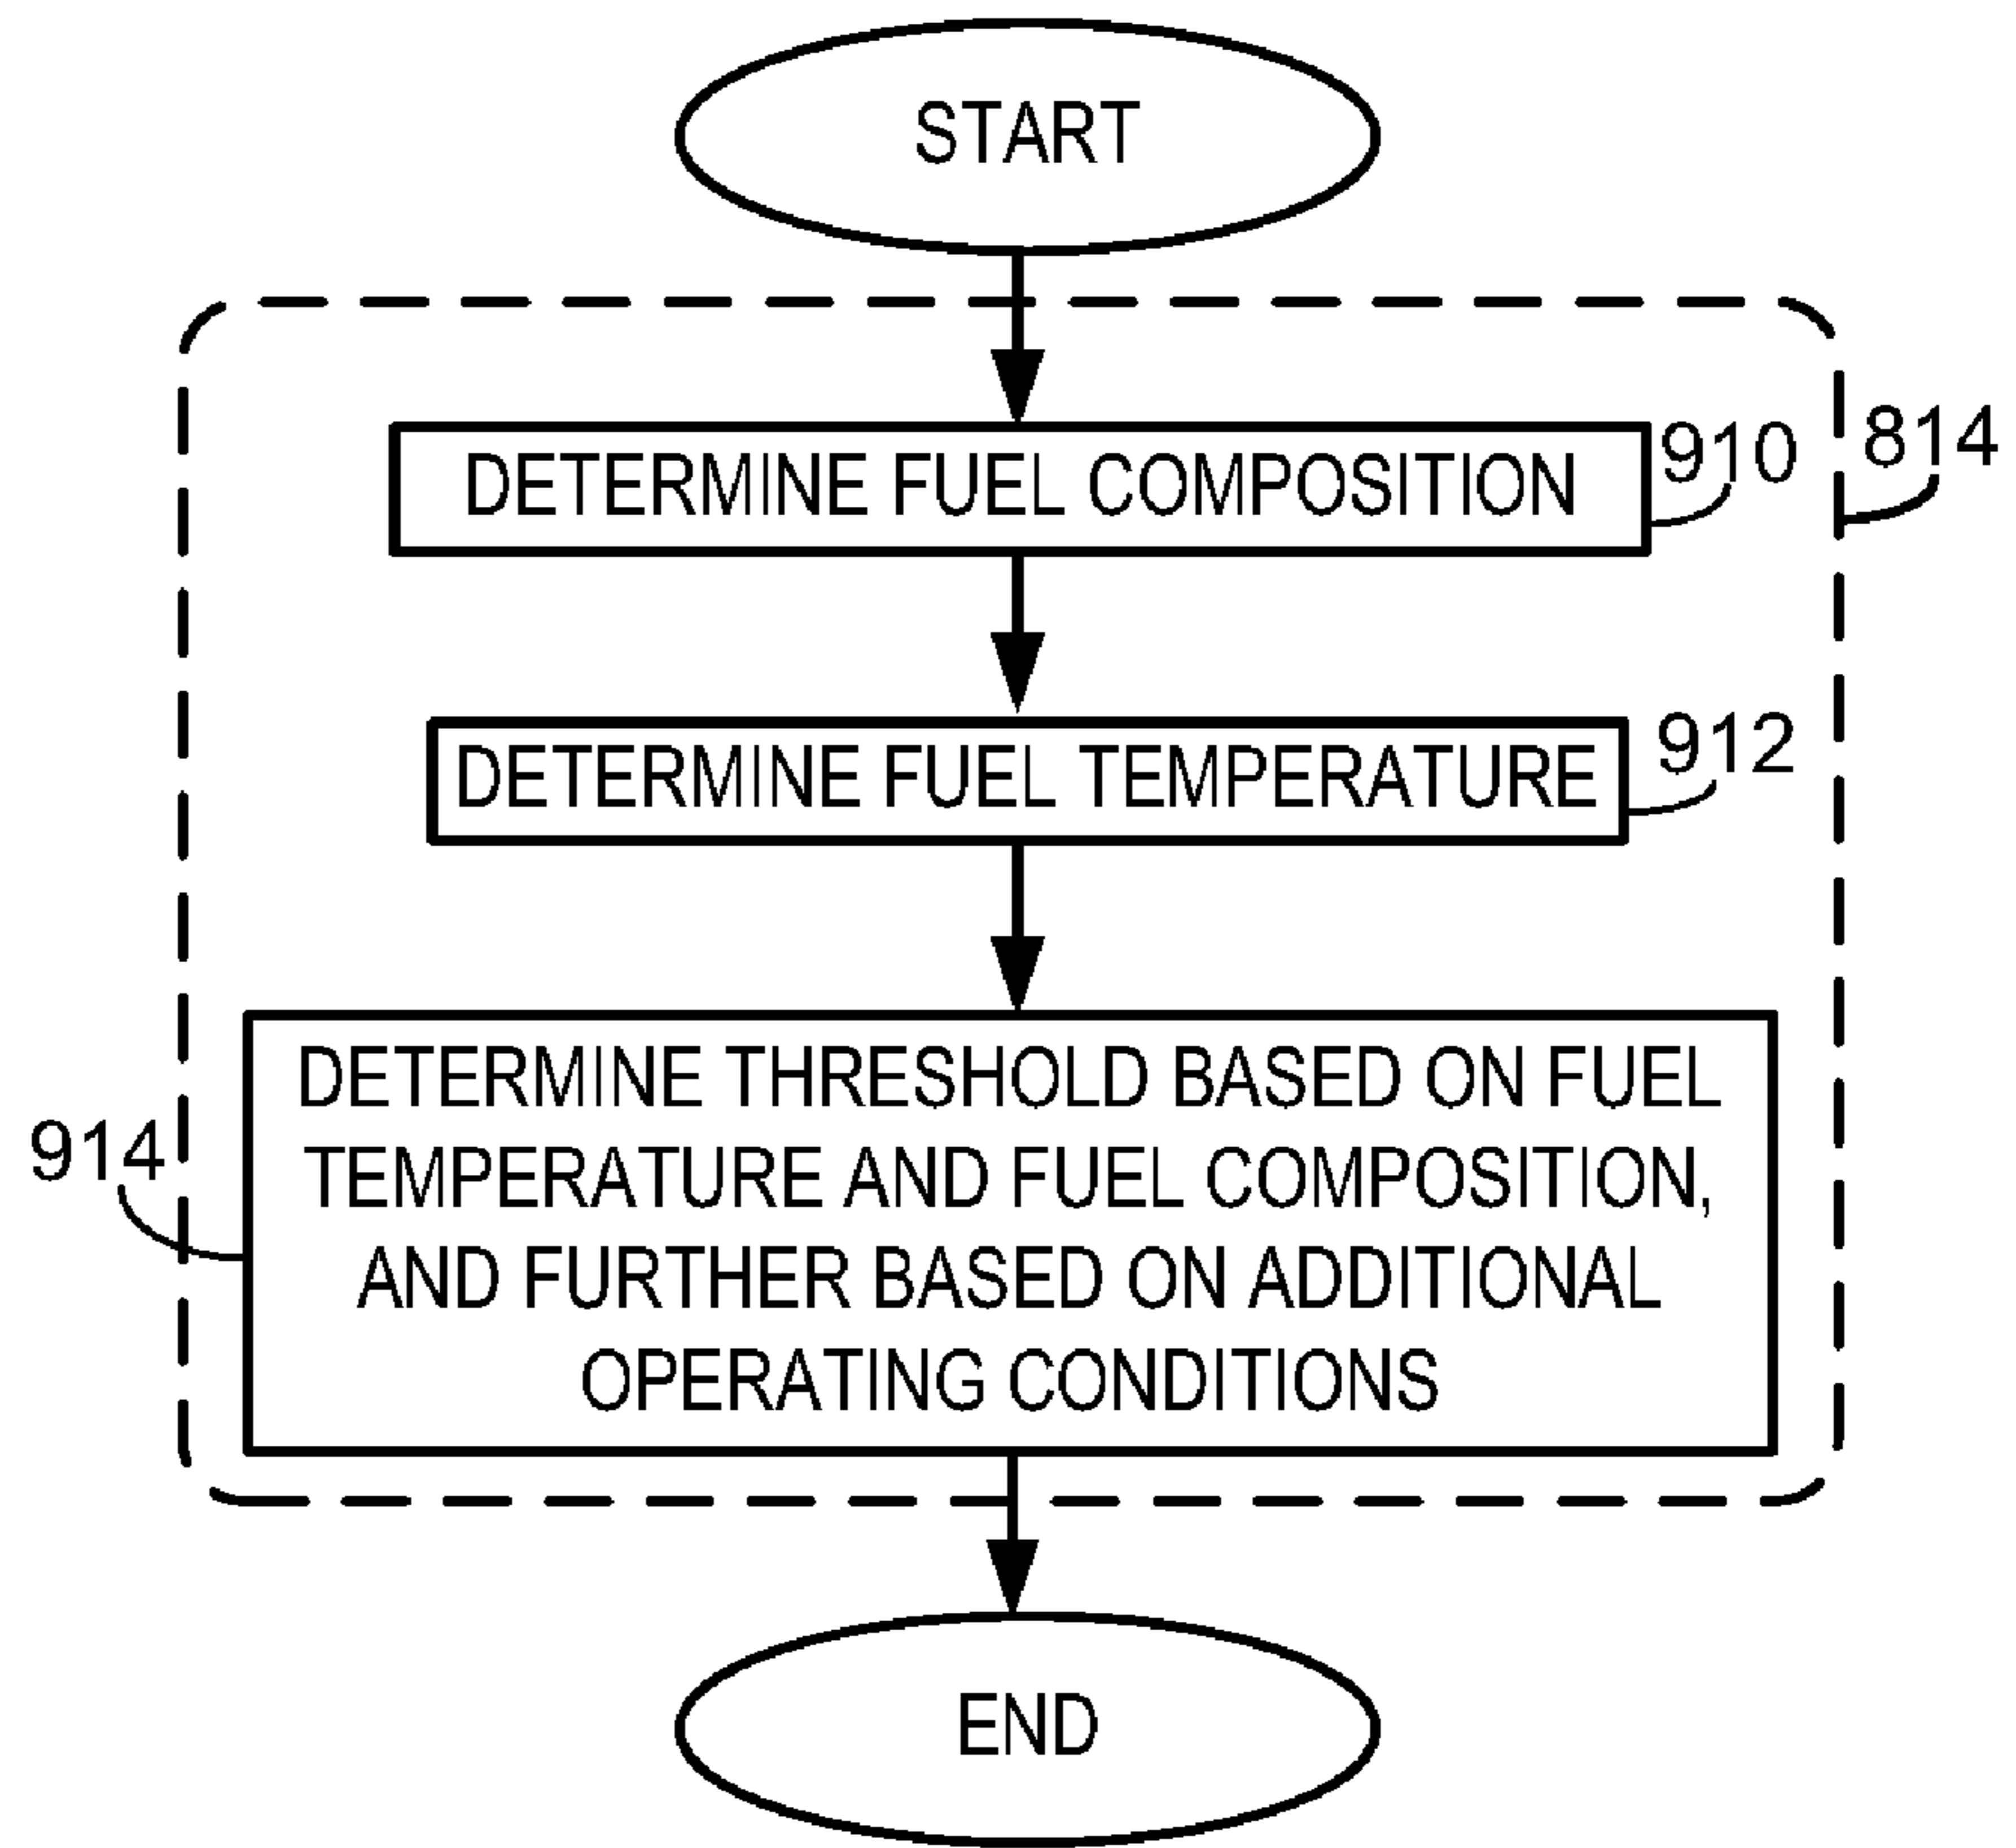 START
DETERMINE FUEL COMPOSITION
910
814
DETERMINE FUEL TEMPERATURE
912
DETERMINE THRESHOLD BASED ON FUEL
TEMPERATURE AND FUEL COMPOSITION,
AND FURTHER BASED ON ADDITIONAL
OPERATING CONDITIONS
914
END